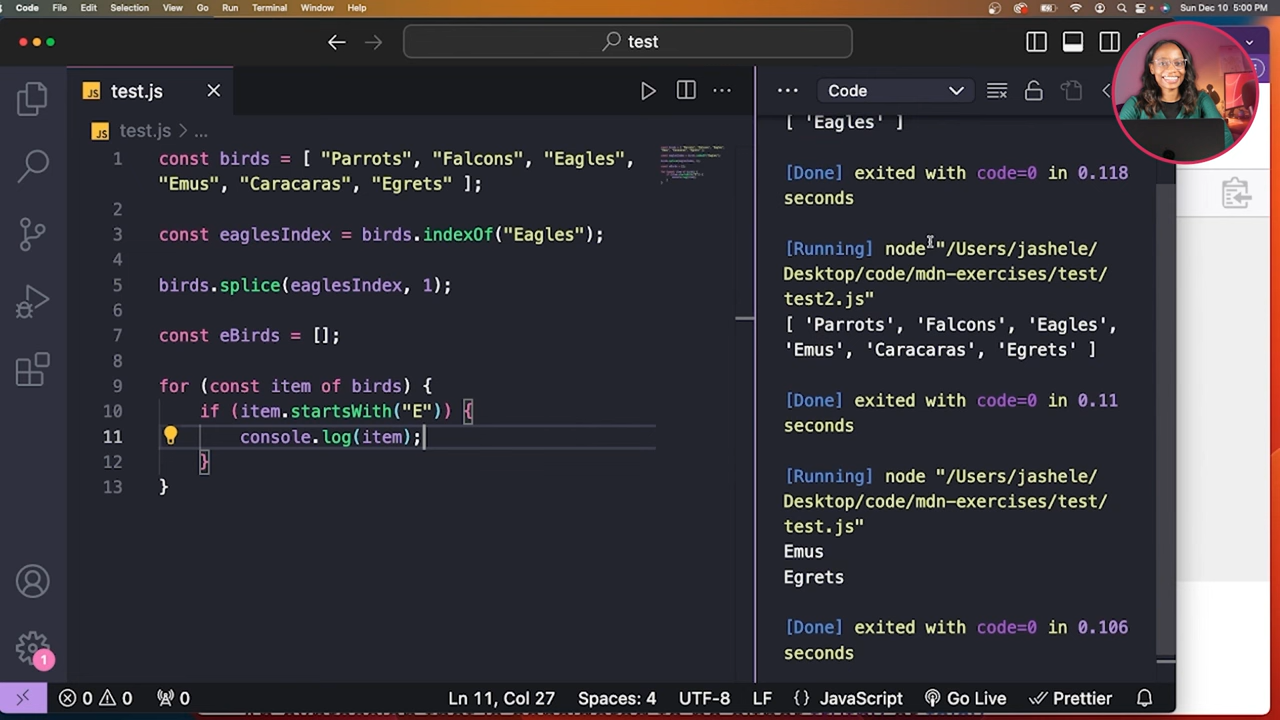 Code File Edit Selection View Go Run Terminal Window Help
Sun Dec 10 5:00 PM
test
JS test.js
JS test.js > ...
1 const birds = [ "Parrots", "Falcons", "Eagles",
"Emus", "Caracaras", "Egrets" ];
2
3 const eaglesIndex = birds.indexOf("Eagles");
4
5 birds.splice(eaglesIndex, 1);
6
7 const eBirds = [];
8
9 for (const item of birds) {
10 if (item.startsWith("E")) {
11 console.log(item);
12 }
13 }
Code
[ 'Eagles' ]
[Done] exited with code=0 in 0.118
seconds
[Running] node "/Users/jashele/
Desktop/code/mdn-exercises/test/
test2.js"
[ 'Parrots', 'Falcons', 'Eagles',
'Emus', 'Caracaras', 'Egrets' ]
[Done] exited with code=0 in 0.11
seconds
[Running] node "/Users/jashele/
Desktop/code/mdn-exercises/test/
test.js"
Emus
Egrets
[Done] exited with code=0 in 0.106
seconds
1
0 0 0 Ln 11, Col 27 Spaces: 4 UTF-8 LF {} JavaScript Go Live Prettier